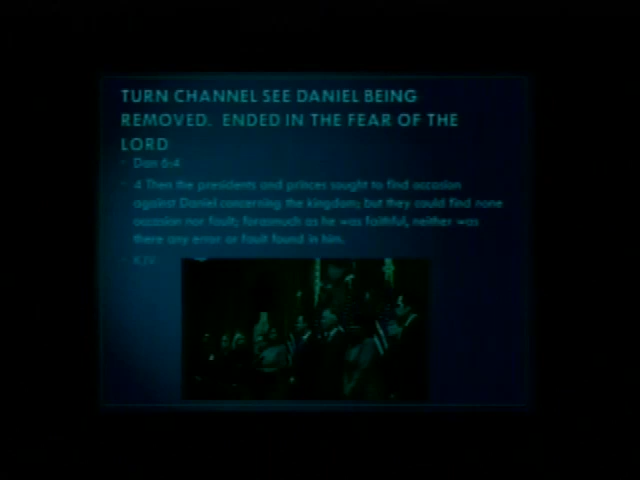 TURN CHANNEL SEE DANIEL BEING
REMOVED. ENDED IN THE FEAR OF THE
LORD
Dan 6:4
4 Then the presidents and princes sought to find occasion
against Daniel concerning the kingdom; but they could find none
occasion nor fault; forasmuch as he was faithful, neither was
there any error or fault found in him.
KJV